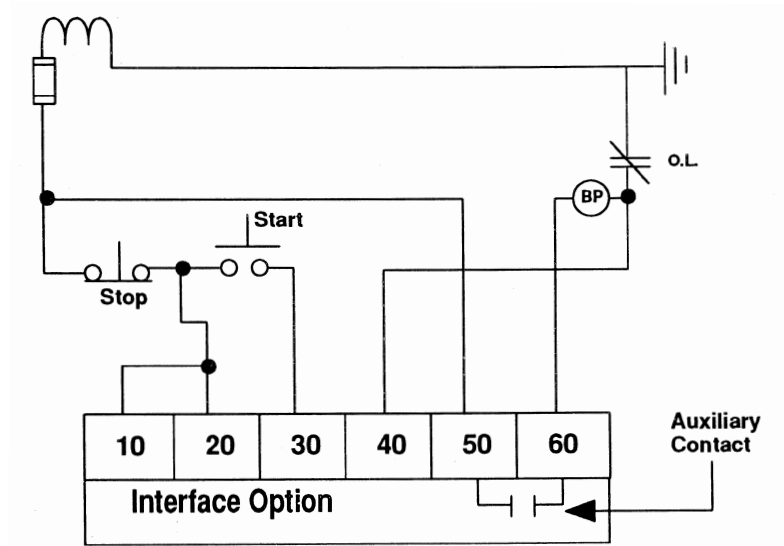 O.L.
BP
Start
Stop
10 20 30 40 50 60
Auxiliary
Contact
Interface Option